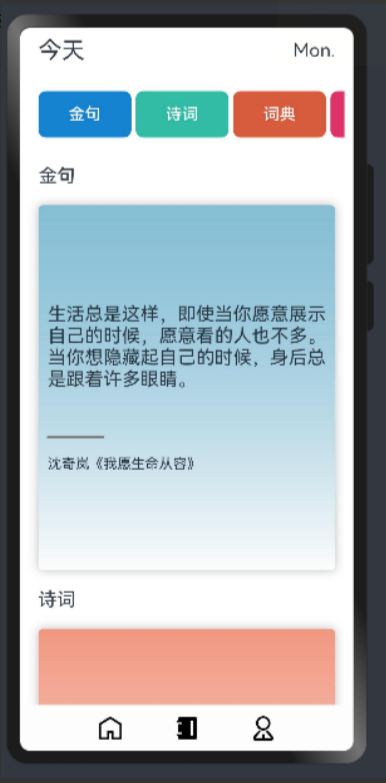 今天 Mon.
金句 诗词 词典
金句
生活总是这样，即使当你愿意展示
自己的时候，愿意看的人也不多。
当你想隐藏起自己的时候，身后总
是跟着许多眼睛。
沈奇岚《我愿生命从容》
诗词